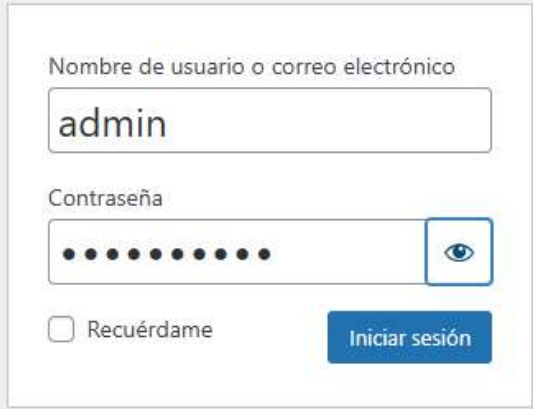 Nombre de usuario o correo electrónico
admin
Contraseña
••••••••••
Recuérdame
Iniciar sesión